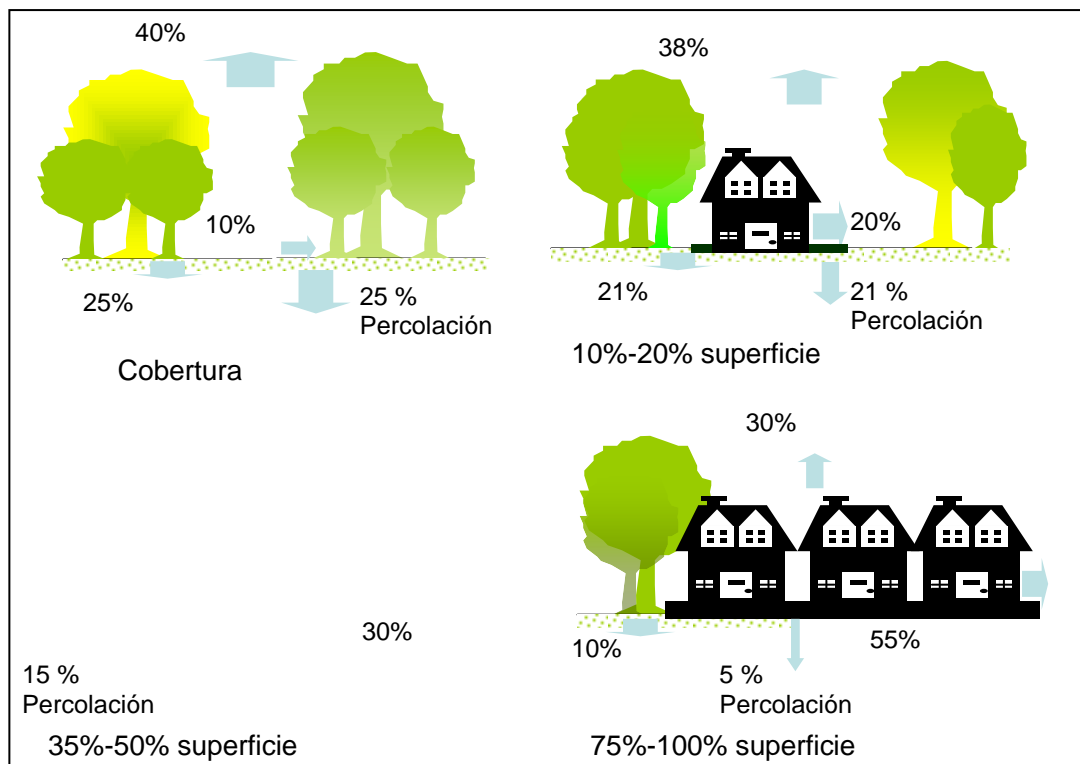 40%
10%
25%
25 %
Percolación
Cobertura
38%
20%
21%
21 %
Percolación
10%-20% superficie
30%
15 %
Percolación
35%-50% superficie
30%
10%
55%
5 %
Percolación
75%-100% superficie